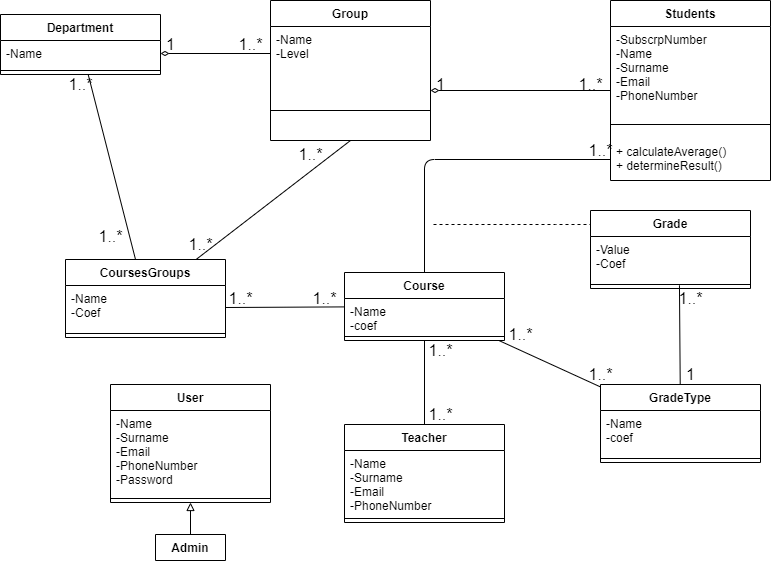 Department
-Name
1
1..*
1..*
Group
-Name
-Level
1
1..*
1..*
Students
-SubscrpNumber
-Name
-Surname
-Email
-PhoneNumber
+ calculateAverage()
+ determineResult()
1..*
Grade
-Value
-Coef
1..*
1..*
1..*
CoursesGroups
-Name
-Coef
1..*
1..*
Course
-Name
-coef
1..*
1..*
1..*
1
1..*
GradeType
-Name
-coef
User
-Name
-Surname
-Email
-PhoneNumber
-Password
Admin
1..*
Teacher
-Name
-Surname
-Email
-PhoneNumber